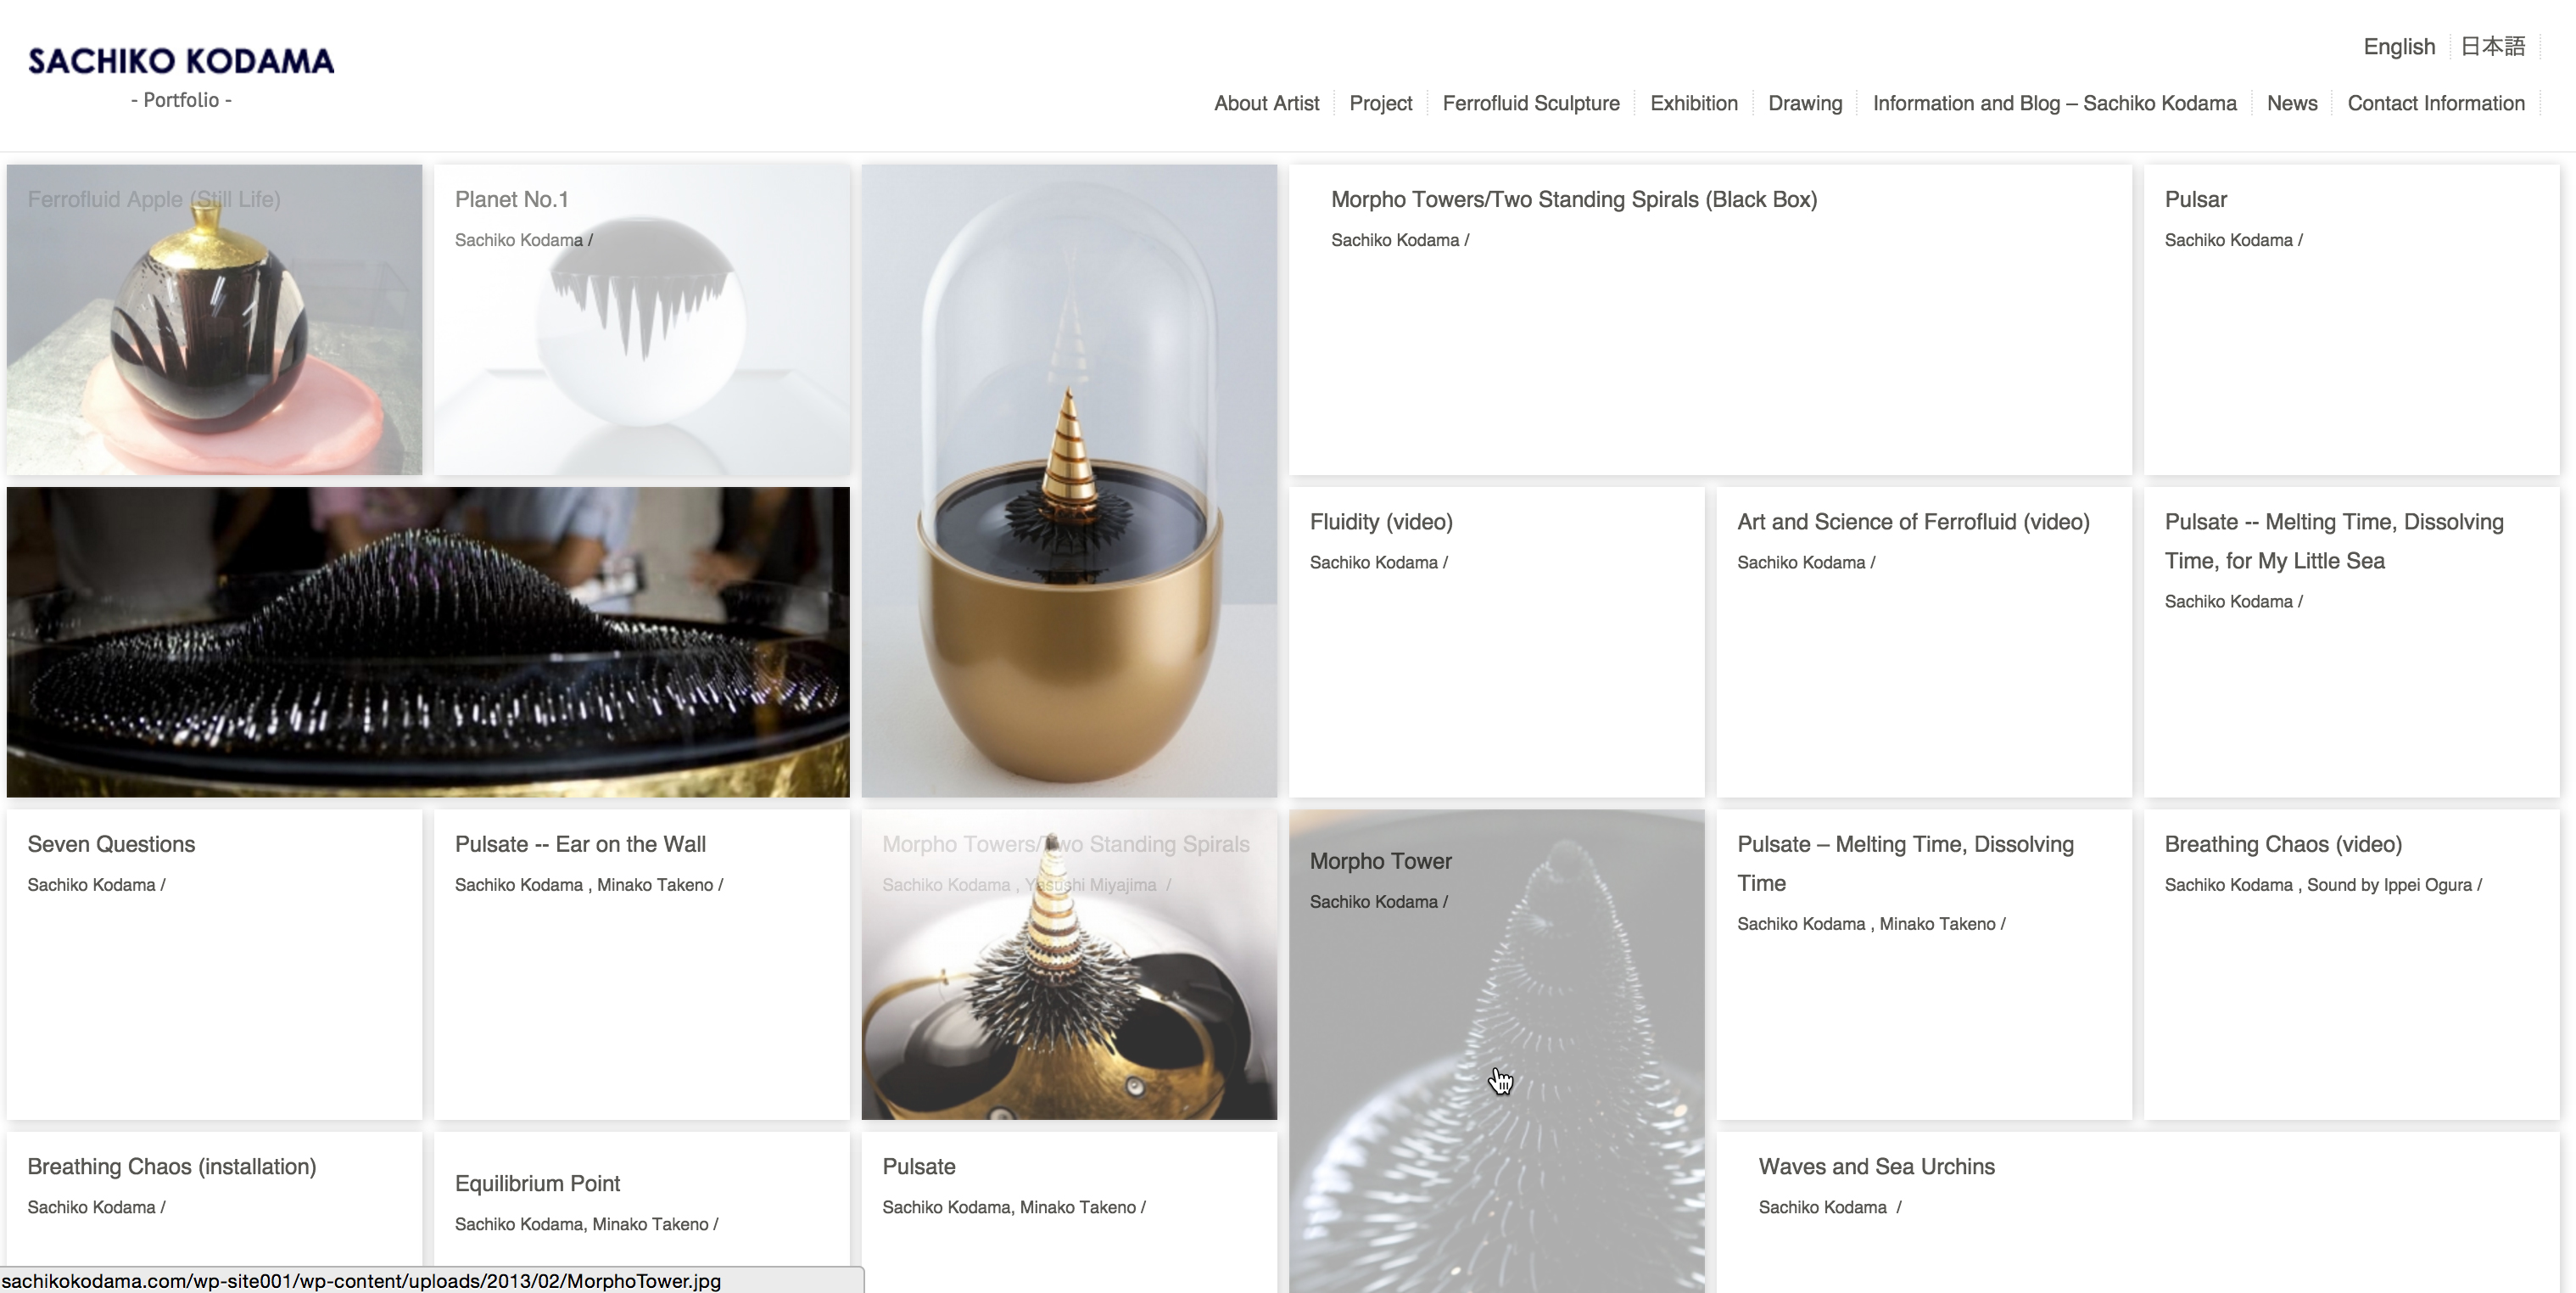 SACHIKO KODAMA
- Portfolio -
English
日本語
About Artist
Project
Ferrofluid Sculpture
Exhibition
Drawing
Information and Blog – Sachiko Kodama
News
Contact Information
Ferrofluid Apple (Still Life)
Planet No.1
Sachiko Kodama /
Morpho Towers/Two Standing Spirals (Black Box)
Sachiko Kodama /
Pulsar
Sachiko Kodama /
Fluidity (video)
Sachiko Kodama /
Art and Science of Ferrofluid (video)
Sachiko Kodama /
Pulsate -- Melting Time, Dissolving
Time, for My Little Sea
Sachiko Kodama /
Seven Questions
Sachiko Kodama /
Pulsate -- Ear on the Wall
Sachiko Kodama , Minako Takeno /
Morpho Towers/Two Standing Spirals
Sachiko Kodama , Yasushi Miyajima /
Morpho Tower
Sachiko Kodama /
Pulsate – Melting Time, Dissolving
Time
Sachiko Kodama , Minako Takeno /
Breathing Chaos (video)
Sachiko Kodama , Sound by Ippei Ogura /
Breathing Chaos (installation)
Sachiko Kodama /
Equilibrium Point
Sachiko Kodama, Minako Takeno /
Pulsate
Sachiko Kodama, Minako Takeno /
Waves and Sea Urchins
Sachiko Kodama /
sachikokodama.com/wp-site001/wp-content/uploads/2013/02/MorphoTower.jpg